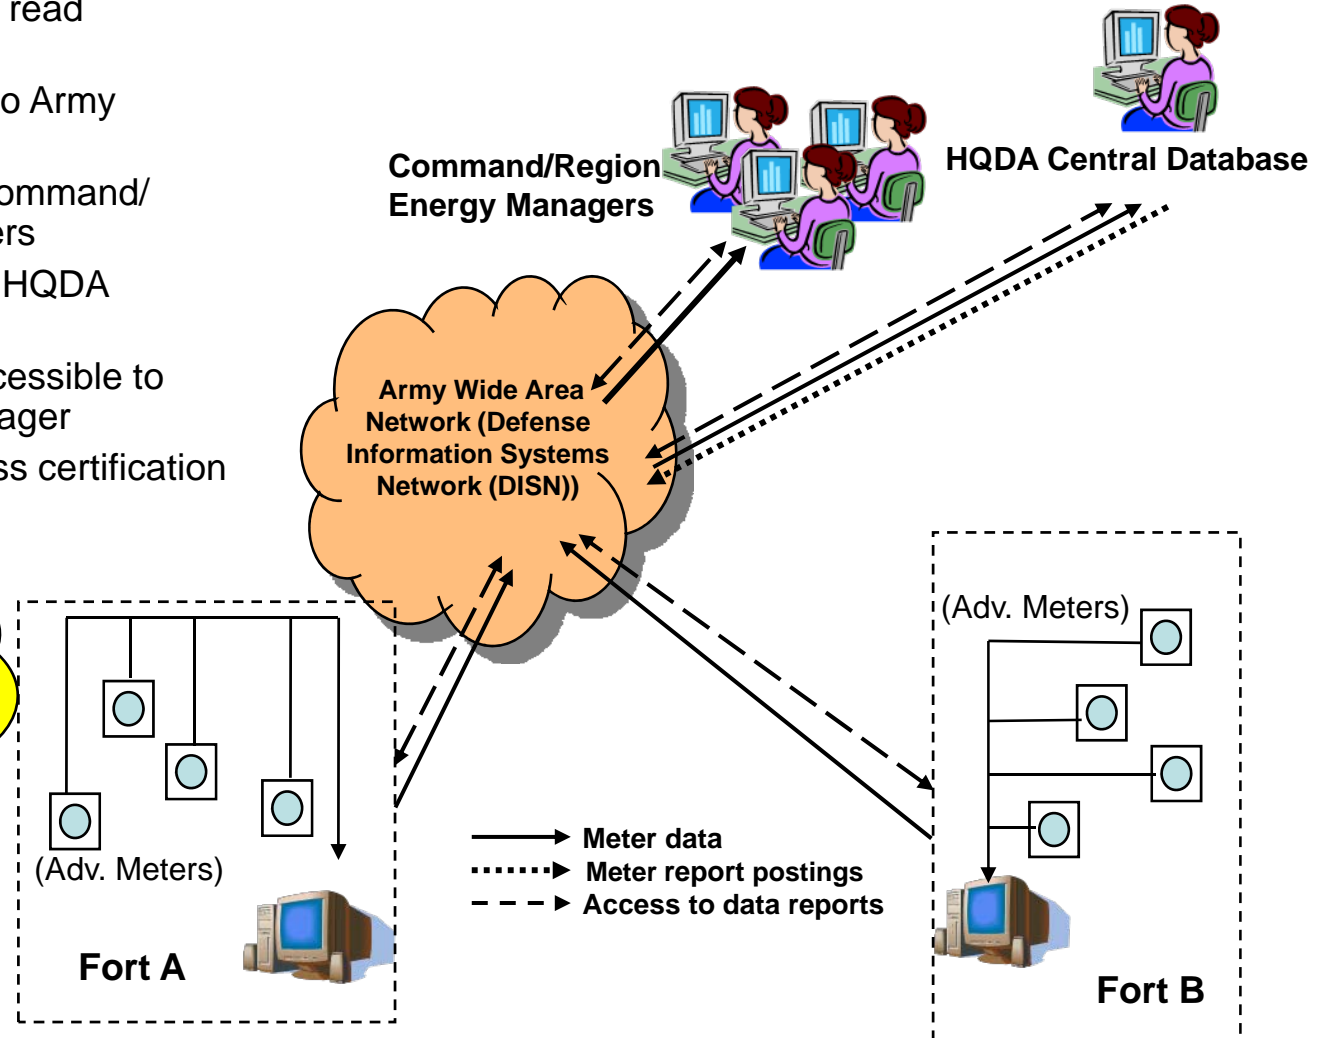 read
o Army
ommand/
ers
HQDA
cessible to
ager
ss certification
Command/Region
Energy Managers
HQDA Central Database
Army Wide Area
Network (Defense
Information Systems
Network (DISN))
(Adv. Meters)
(Adv. Meters)
Meter data
Meter report postings
Access to data reports
Fort A
Fort B